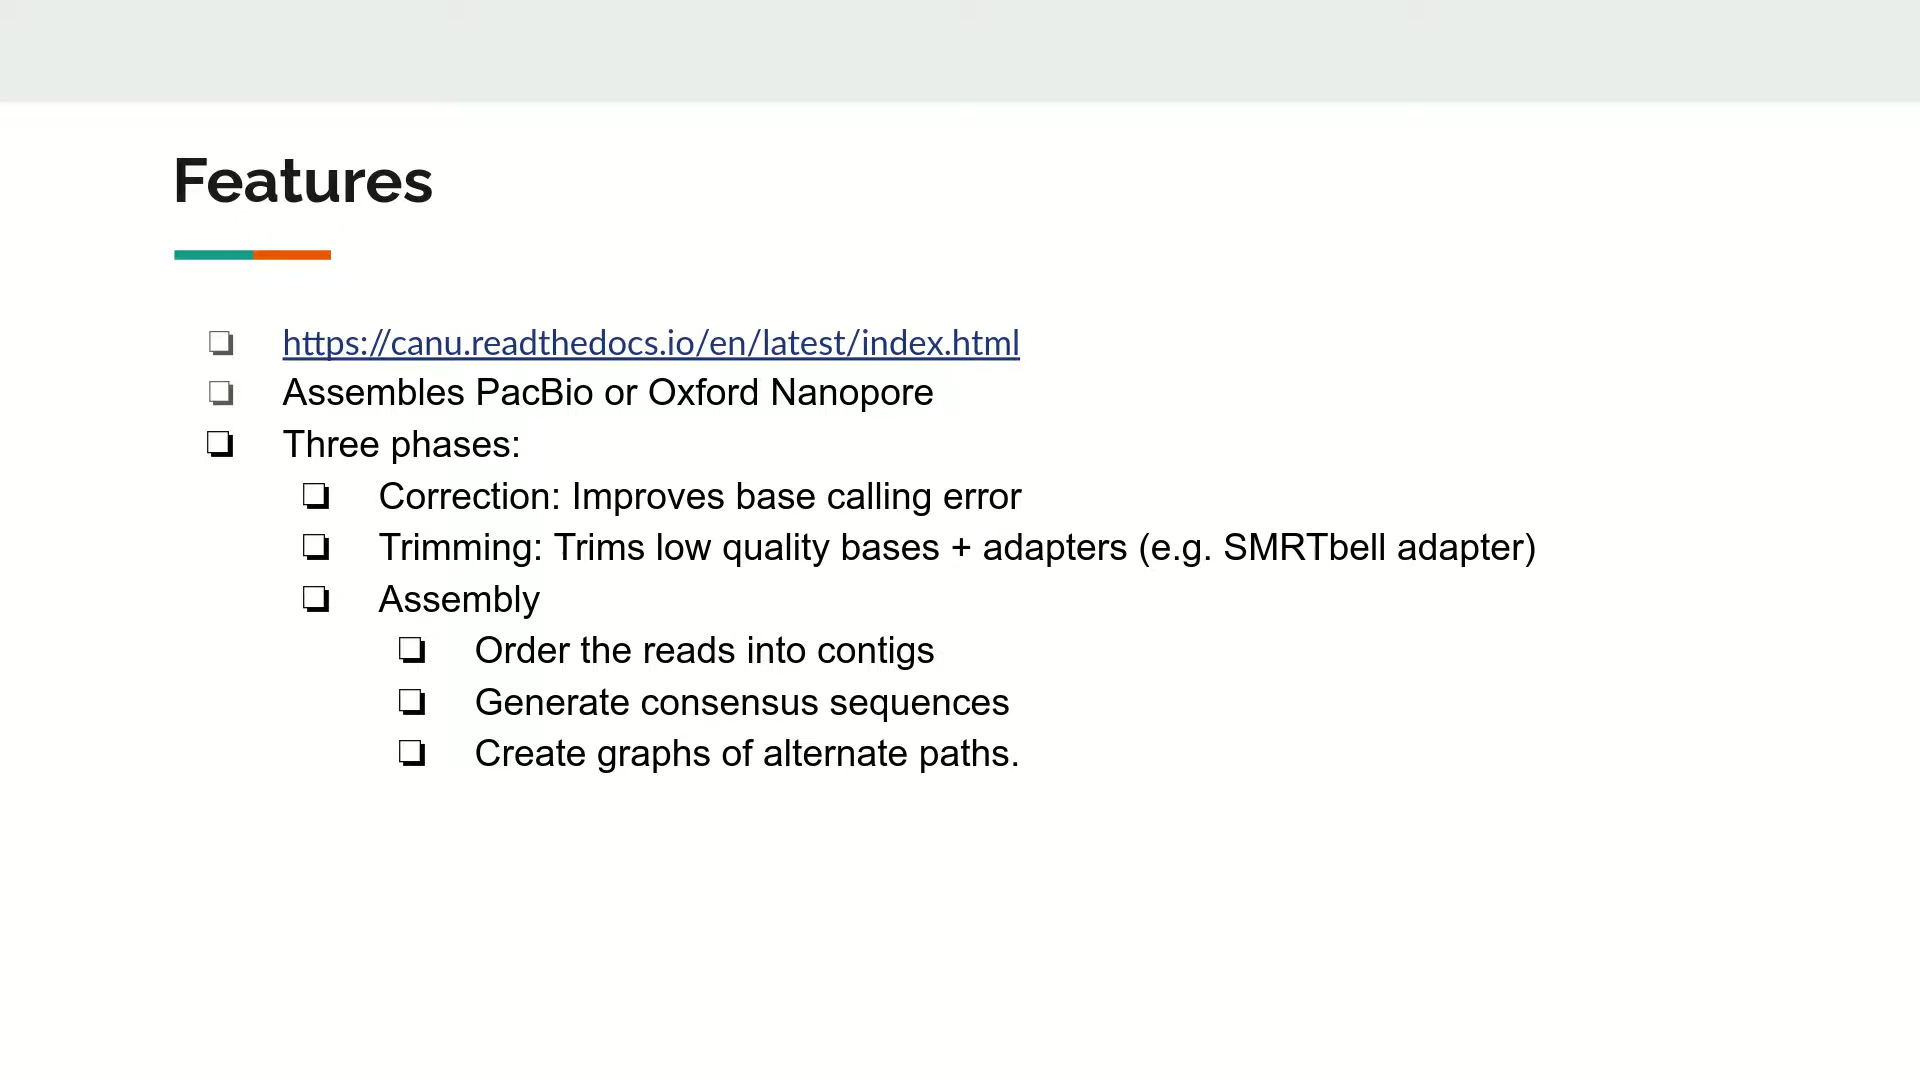 Features
https://canu.readthedocs.io/en/latest/index.html
Assembles PacBio or Oxford Nanopore
Three phases:
Correction: Improves base calling error
Trimming: Trims low quality bases + adapters (e.g. SMRTbell adapter)
Assembly
Order the reads into contigs
Generate consensus sequences
Create graphs of alternate paths.